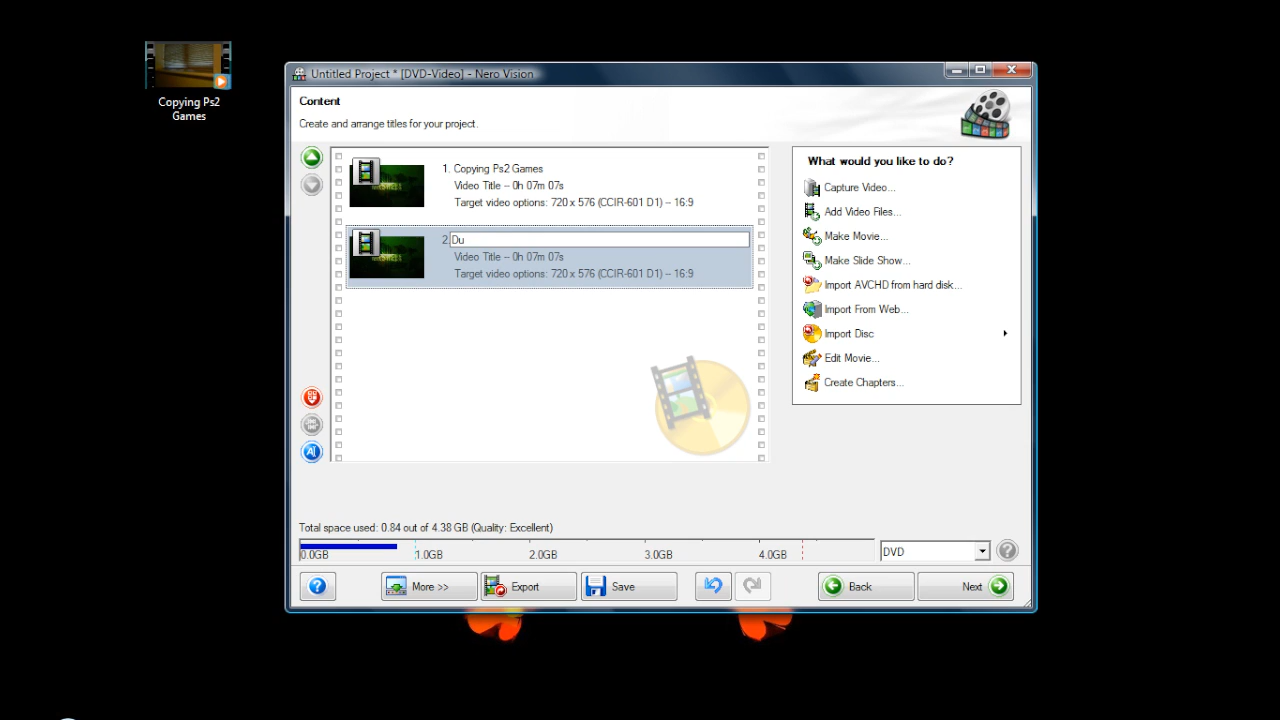 Copying Ps2
Games
Untitled Project * [DVD-Video] - Nero Vision
Content
Create and arrange titles for your project.
1. Copying Ps2 Games
Video Title -- 0h 07m 07s
Target video options: 720 x 576 (CCIR-601 D1) -- 16:9
2. Du
Video Title -- 0h 07m 07s
Target video options: 720 x 576 (CCIR-601 D1) -- 16:9
What would you like to do?
Capture Video...
Add Video Files...
Make Movie...
Make Slide Show...
Import AVCHD from hard disk...
Import From Web...
Import Disc
Edit Movie...
Create Chapters...
Total space used: 0.84 out of 4.38 GB (Quality: Excellent)
0.0GB 1.0GB 2.0GB 3.0GB 4.0GB
DVD
More >>
Export
Save
Back
Next